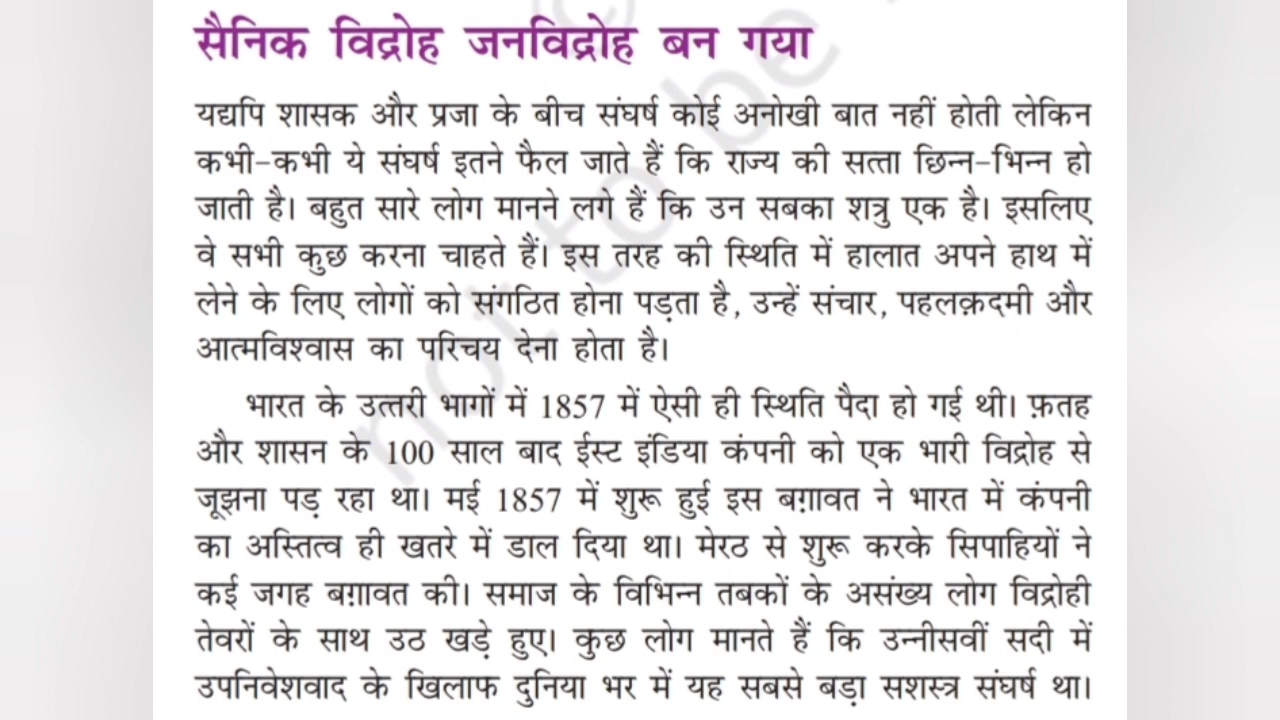 सैनिक विद्रोह जनविद्रोह बन गया
यद्यपि शासक और प्रजा के बीच संघर्ष कोई अनोखी बात नहीं होती लेकिन
कभी-कभी ये संघर्ष इतने फैल जाते हैं कि राज्य की सत्ता छिन्न-भिन्न हो
जाती है। बहुत सारे लोग मानने लगे हैं कि उन सबका शत्रु एक है। इसलिए
वे सभी कुछ करना चाहते हैं। इस तरह की स्थिति में हालात अपने हाथ में
लेने के लिए लोगों को संगठित होना पड़ता है, उन्हें संचार, पहलक़दमी और
आत्मविश्वास का परिचय देना होता है।
भारत के उत्तरी भागों में 1857 में ऐसी ही स्थिति पैदा हो गई थी। फ़तह
और शासन के 100 साल बाद ईस्ट इंडिया कंपनी को एक भारी विद्रोह से
जूझना पड़ रहा था। मई 1857 में शुरू हुई इस बग़ावत ने भारत में कंपनी
का अस्तित्व ही खतरे में डाल दिया था। मेरठ से शुरू करके सिपाहियों ने
कई जगह बग़ावत की। समाज के विभिन्न तबकों के असंख्य लोग विद्रोही
तेवरों के साथ उठ खड़े हुए। कुछ लोग मानते हैं कि उन्नीसवीं सदी में
उपनिवेशवाद के खिलाफ दुनिया भर में यह सबसे बड़ा सशस्त्र संघर्ष था।
not to be